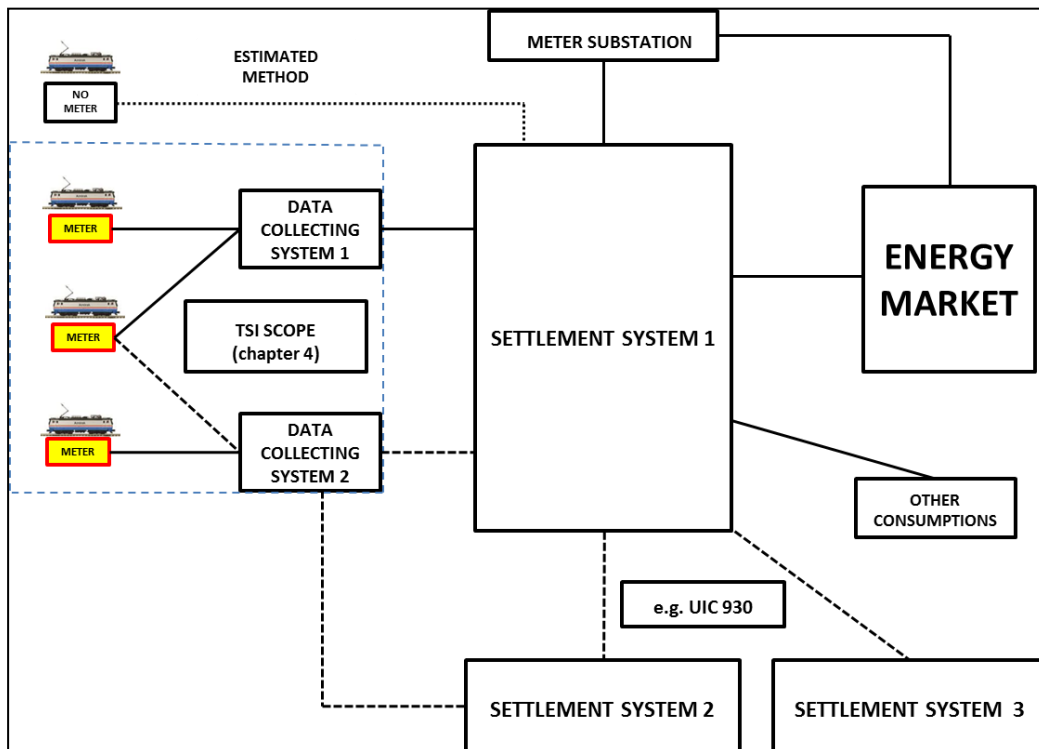 METER SUBSTATION
ESTIMATED
METHOD
NO
METER
METER
DATA
COLLECTING
SYSTEM 1
METER
TSI SCOPE
(chapter 4)
SETTLEMENT SYSTEM 1
ENERGY
MARKET
METER
DATA
COLLECTING
SYSTEM 2
OTHER
CONSUMPTIONS
e.g. UIC 930
SETTLEMENT SYSTEM 2
SETTLEMENT SYSTEM 3